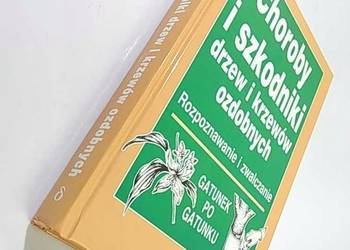 Choroby
i szkodniki
drzew i krzewów
ozdobnych
Rozpoznawanie i zwalczanie
GATUNEK
PO
GATUNKU
drzew i krzewów ozdobnych